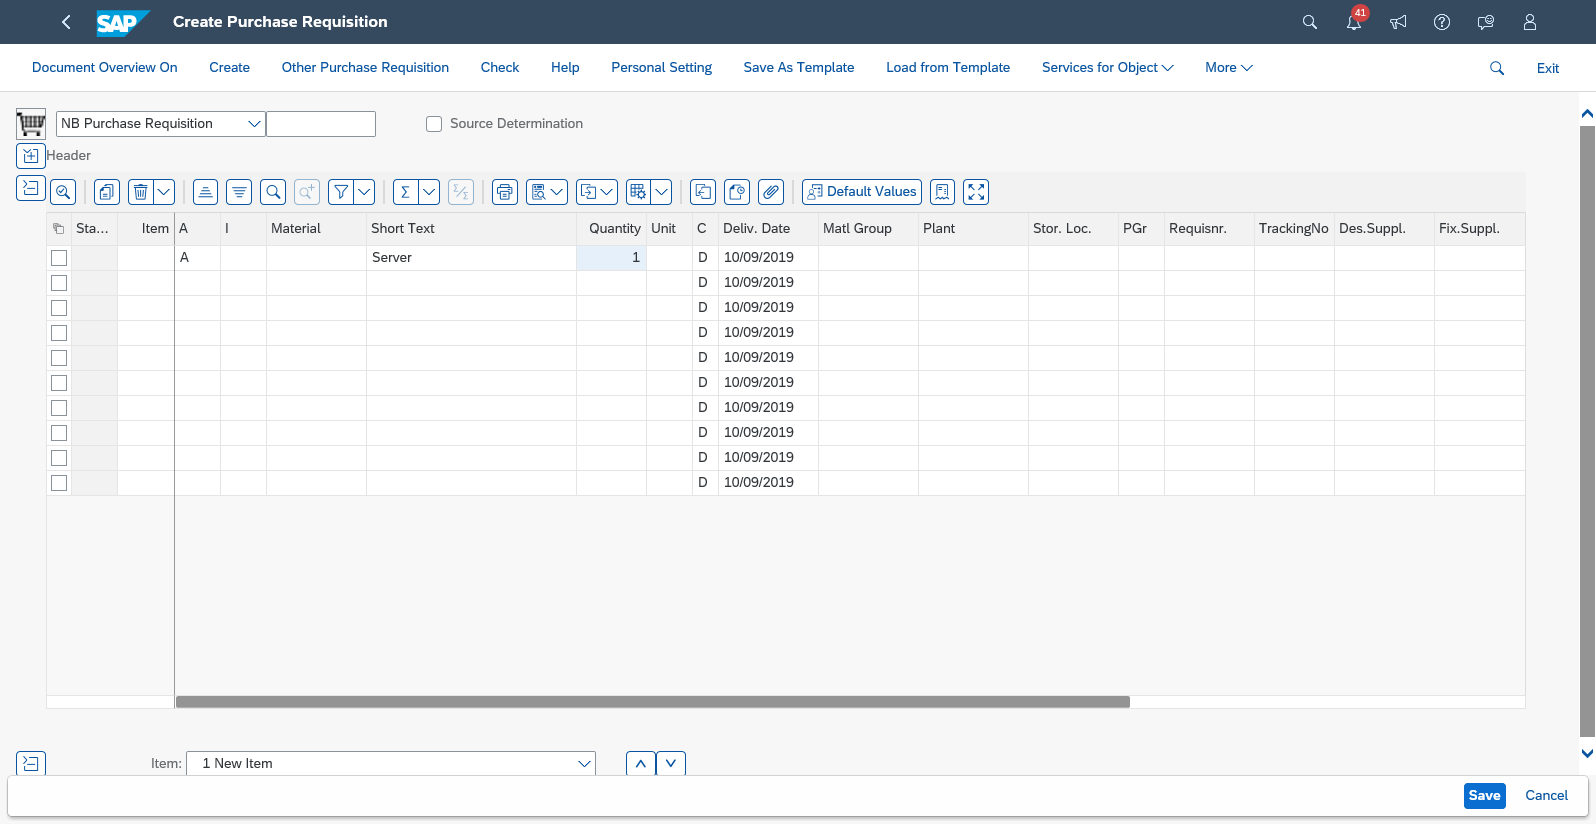 SAP Create Purchase Requisition 41
Document Overview On Create Other Purchase Requisition Check Help Personal Setting Save As Template Load from Template Services for Object More Exit
NB Purchase Requisition Source Determination
Header
Default Values
Sta... Item A I Material Short Text Quantity Unit C Deliv. Date Matl Group Plant Stor. Loc. PGr Requisnr. TrackingNo Des.Suppl. Fix.Suppl.
A Server 1 D 10/09/2019
D 10/09/2019
D 10/09/2019
D 10/09/2019
D 10/09/2019
D 10/09/2019
D 10/09/2019
D 10/09/2019
D 10/09/2019
D 10/09/2019
Item: 1 New Item
Save Cancel